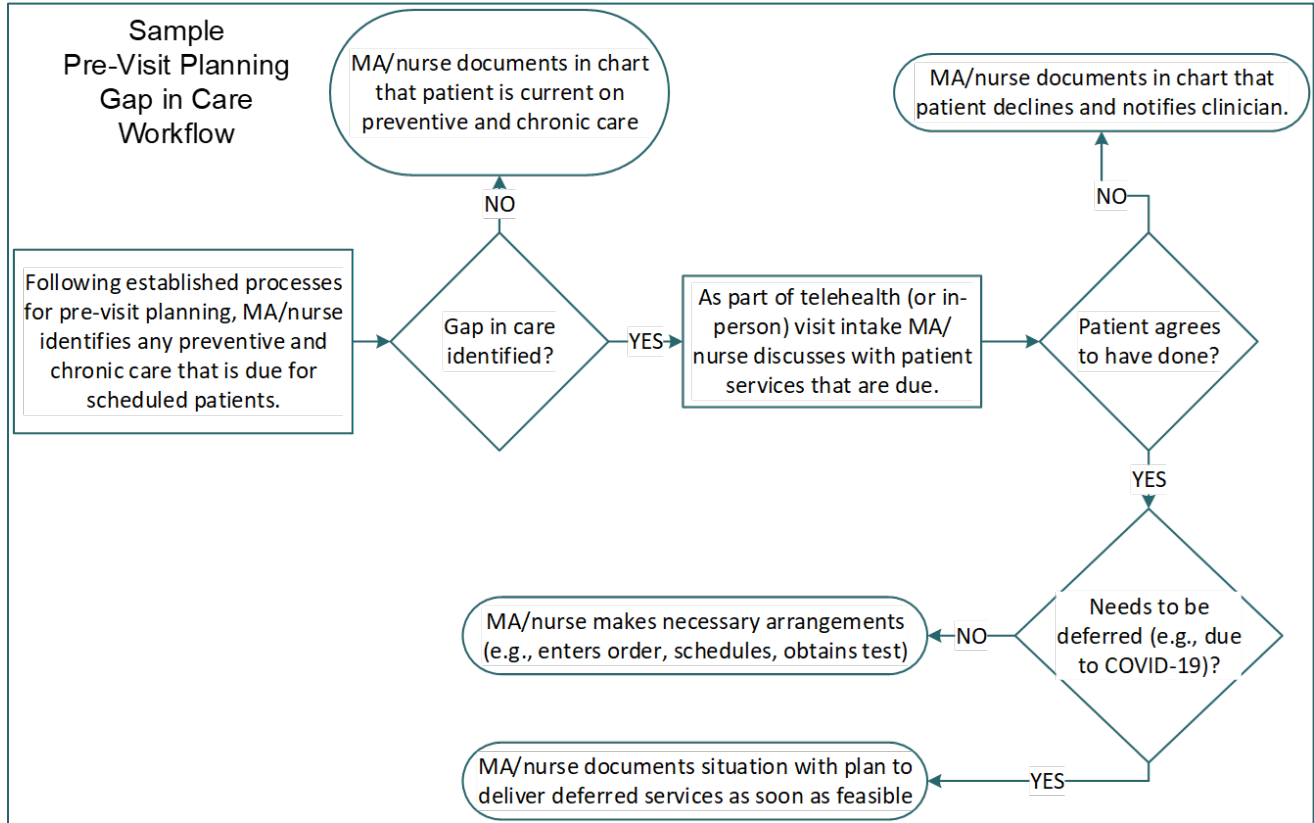 Sample
Pre-Visit Planning
Gap in Care
Workflow
MA/nurse documents in chart
that patient is current on
preventive and chronic care
MA/nurse documents in chart that
patient declines and notifies clinician.
NO
NO
Following established processes
for pre-visit planning, MA/nurse
identifies any preventive and
chronic care that is due for
scheduled patients.
Gap in care
identified?
YES
As part of telehealth (or in-
person) visit intake MA/
nurse discusses with patient
services that are due.
Patient agrees
to have done?
YES
Needs to be
deferred (e.g., due
to COVID-19)?
NO
MA/nurse makes necessary arrangements
(e.g., enters order, schedules, obtains test)
YES
MA/nurse documents situation with plan to
deliver deferred services as soon as feasible